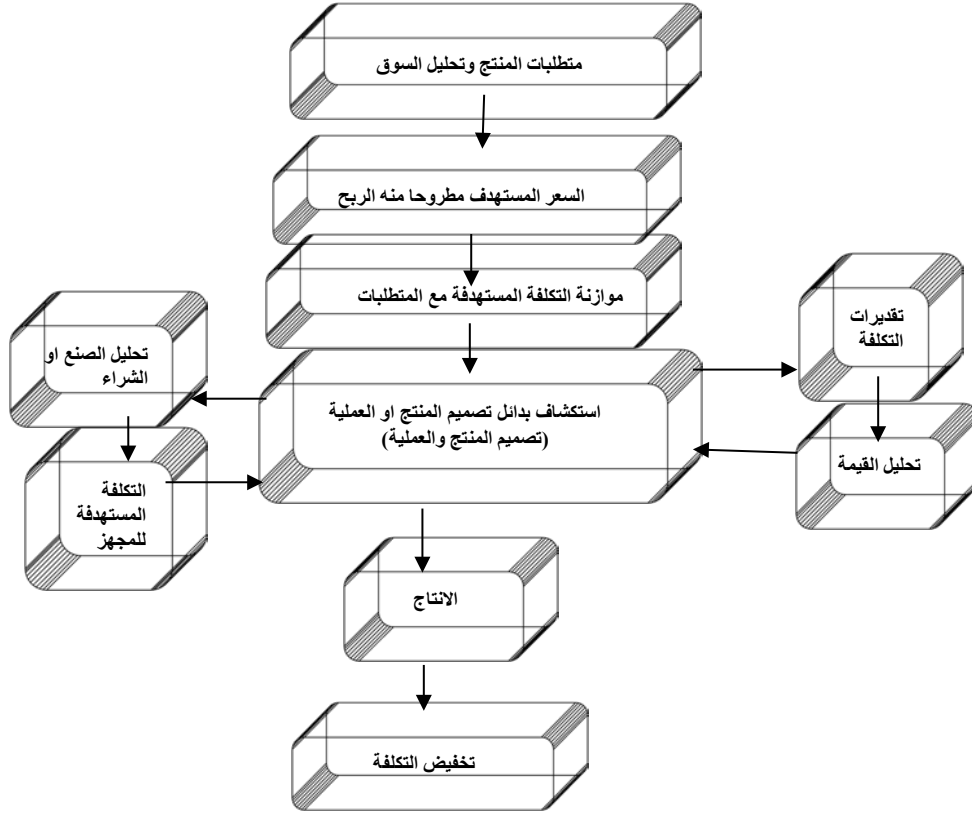 متطلبات المنتج وتحليل السوق
السعر المستهدف مطروحا منه الربح
موازنة التكلفة المستهدفة مع المتطلبات
تقديرات
التكلفة
تحليل الصنع او
الشراء
استكشاف بدائل تصميم المنتج او العملية
(تصميم المنتج والعملية)
تحليل القيمة
التكلفة
المستهدفة
للمجهز
الانتاج
تخفيض التكلفة